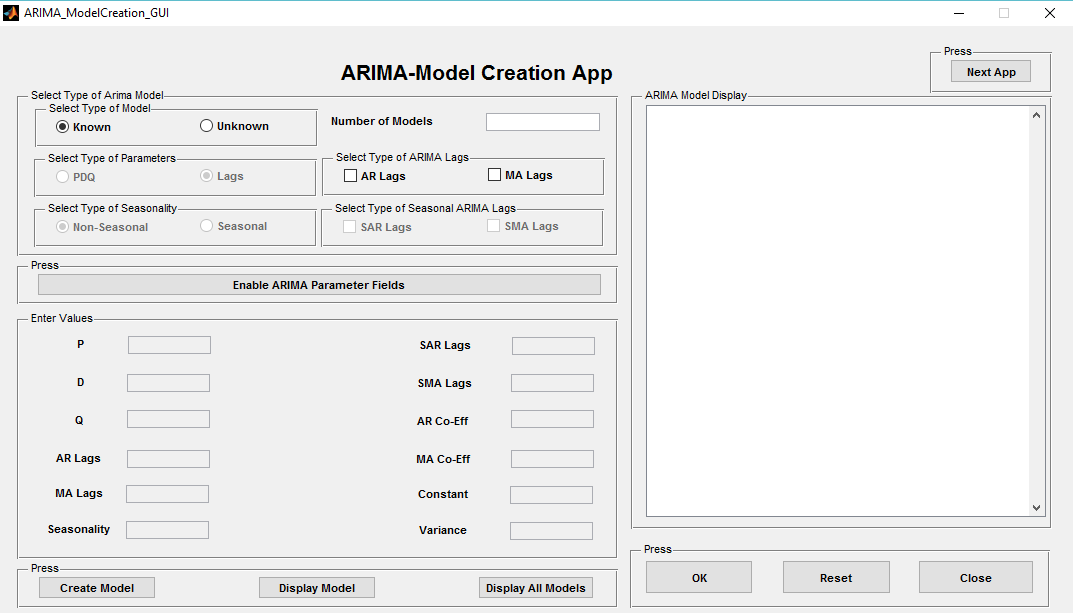 ARIMA_ModelCreation_GUI
ARIMA-Model Creation App
Press
Next App
Select Type of Arima Model
Select Type of Model
Known
Unknown
Number of Models
Select Type of Parameters
PDQ
Lags
Select Type of ARIMA Lags
AR Lags
MA Lags
Select Type of Seasonality
Non-Seasonal
Seasonal
Select Type of Seasonal ARIMA Lags
SAR Lags
SMA Lags
Press
Enable ARIMA Parameter Fields
Enter Values
P
D
Q
AR Lags
MA Lags
Seasonality
SAR Lags
SMA Lags
AR Co-Eff
MA Co-Eff
Constant
Variance
Press
Create Model
Display Model
Display All Models
ARIMA Model Display
Press
OK
Reset
Close